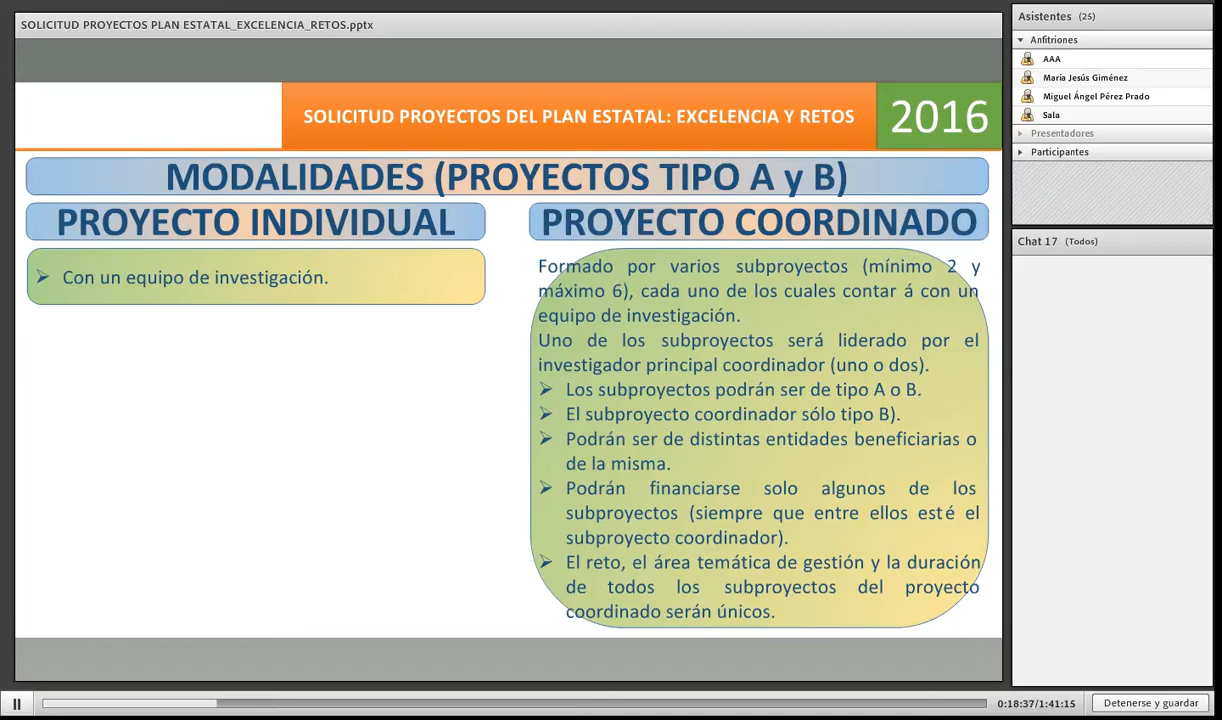 SOLICITUD PROYECTOS PLAN ESTATAL_EXCELENCIA_RETOS.pptx
SOLICITUD PROYECTOS DEL PLAN ESTATAL: EXCELENCIA Y RETOS
2016
MODALIDADES (PROYECTOS TIPO A y B)
PROYECTO INDIVIDUAL
➢ Con un equipo de investigación.
PROYECTO COORDINADO
Formado por varios subproyectos (mínimo 2 y
máximo 6), cada uno de los cuales contar á con un
equipo de investigación.
Uno de los subproyectos será liderado por el
investigador principal coordinador (uno o dos).
➢ Los subproyectos podrán ser de tipo A o B.
➢ El subproyecto coordinador sólo tipo B).
➢ Podrán ser de distintas entidades beneficiarias o
de la misma.
➢ Podrán financiarse solo algunos de los
subproyectos (siempre que entre ellos esté el
subproyecto coordinador).
➢ El reto, el área temática de gestión y la duración
de todos los subproyectos del proyecto
coordinado serán únicos.
Asistentes (25)
Anfitriones
AAA
María Jesús Giménez
Miguel Ángel Pérez Prado
Sala
Presentadores
Participantes
Chat 17 (Todos)
0:18:37/1:41:15
Detenerse y guardar